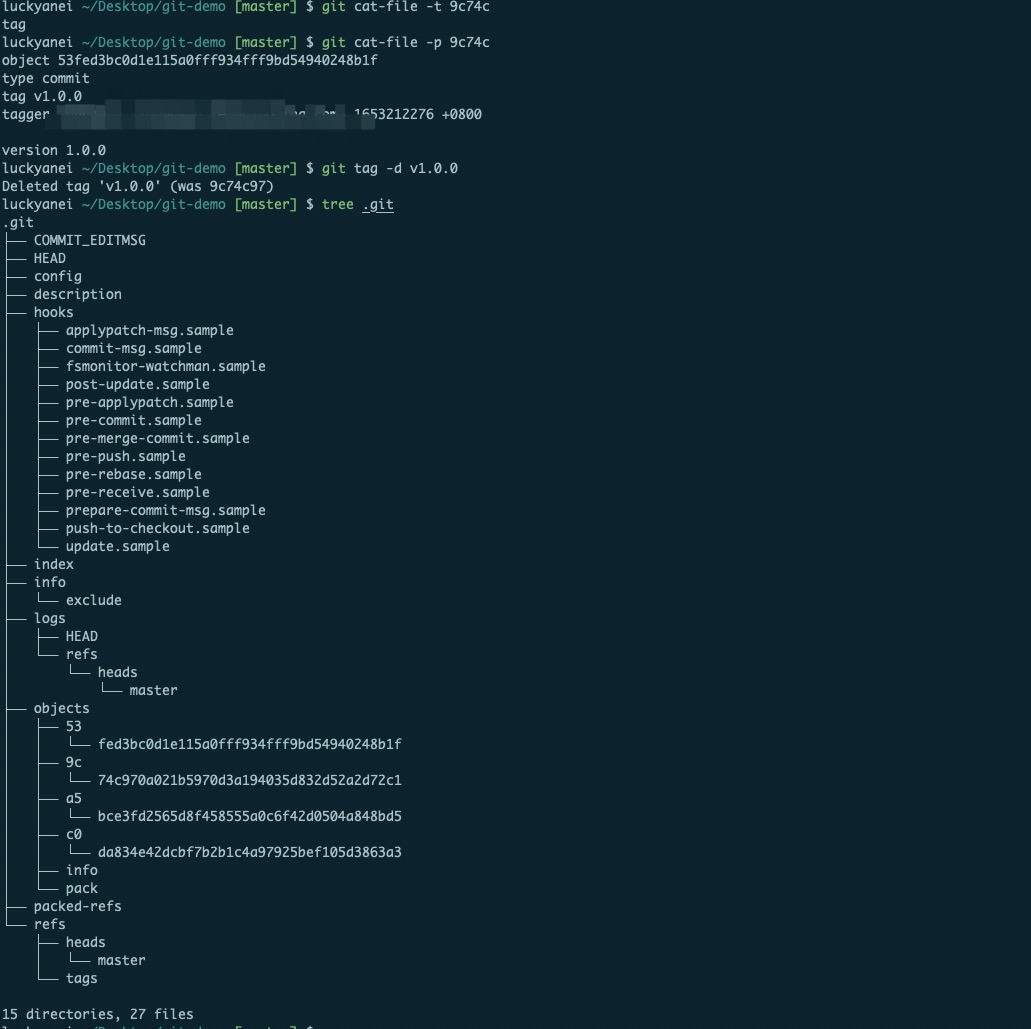 luckyanei ~/Desktop/git-demo [master] $ git cat-file -t 9c74c
tag
luckyanei ~/Desktop/git-demo [master] $ git cat-file -p 9c74c
object 53fed3bc0d1e115a0fff934fff9bd54940248b1f
type commit
tag v1.0.0
tagger 1653212276 +0800
version 1.0.0
luckyanei ~/Desktop/git-demo [master] $ git tag -d v1.0.0
Deleted tag 'v1.0.0' (was 9c74c97)
luckyanei ~/Desktop/git-demo [master] $ tree .git
.git
├── COMMIT_EDITMSG
├── HEAD
├── config
├── description
├── hooks
│   ├── applypatch-msg.sample
│   ├── commit-msg.sample
│   ├── fsmonitor-watchman.sample
│   ├── post-update.sample
│   ├── pre-applypatch.sample
│   ├── pre-commit.sample
│   ├── pre-merge-commit.sample
│   ├── pre-push.sample
│   ├── pre-rebase.sample
│   ├── pre-receive.sample
│   ├── prepare-commit-msg.sample
│   ├── push-to-checkout.sample
│   └── update.sample
├── index
├── info
│   └── exclude
├── logs
│   ├── HEAD
│   └── refs
│       └── heads
│           └── master
├── objects
│   ├── 53
│   │   └── fed3bc0d1e115a0fff934fff9bd54940248b1f
│   ├── 9c
│   │   └── 74c970a021b5970d3a194035d832d52a2d72c1
│   ├── a5
│   │   └── bce3fd2565d8f458555a0c6f42d0504a848bd5
│   ├── c0
│   │   └── da834e42dcbf7b2b1c4a97925bef105d3863a3
│   ├── info
│   └── pack
├── packed-refs
└── refs
    ├── heads
    │   └── master
    └── tags
15 directories, 27 files
luckyanei ~/Desktop/git-demo [master] $